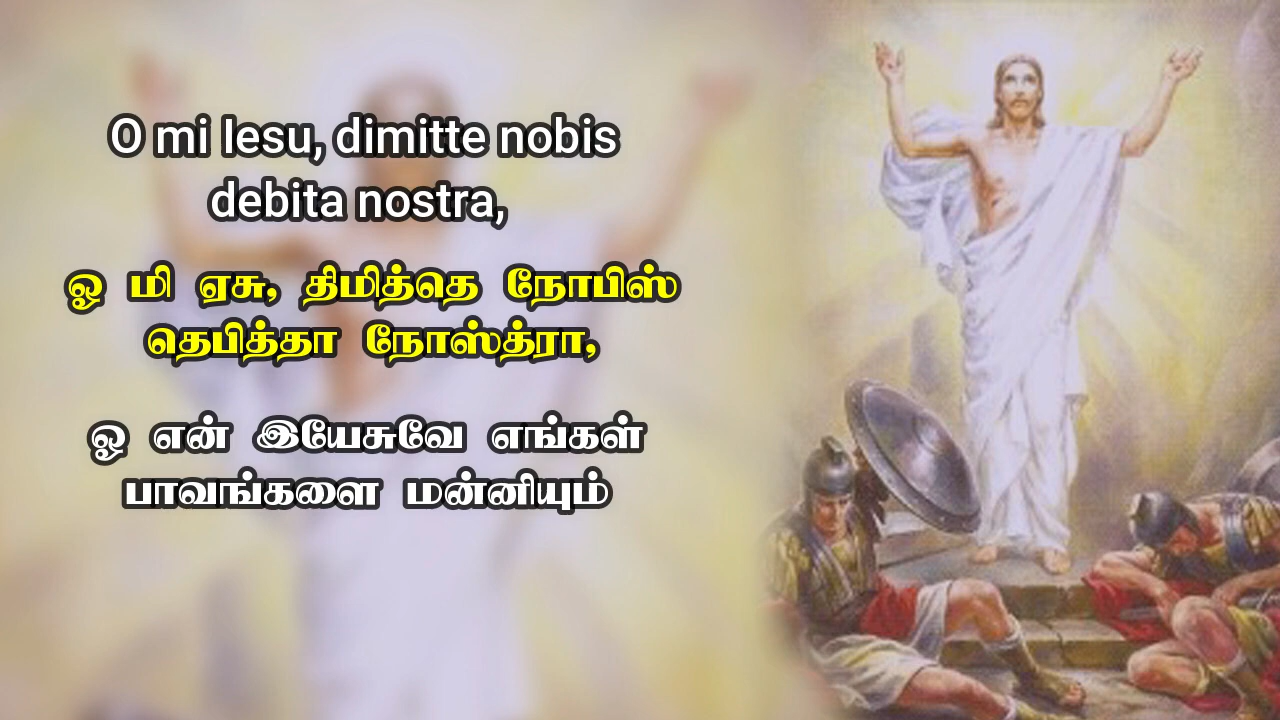 O mi Iesu, dimitte nobis
debita nostra,
ஓ மி ஏசு, திமித்தெ நோபிஸ்
தெபித்தா நோஸ்த்ரா,
ஓ என் இயேசுவே எங்கள்
பாவங்களை மன்னியும்